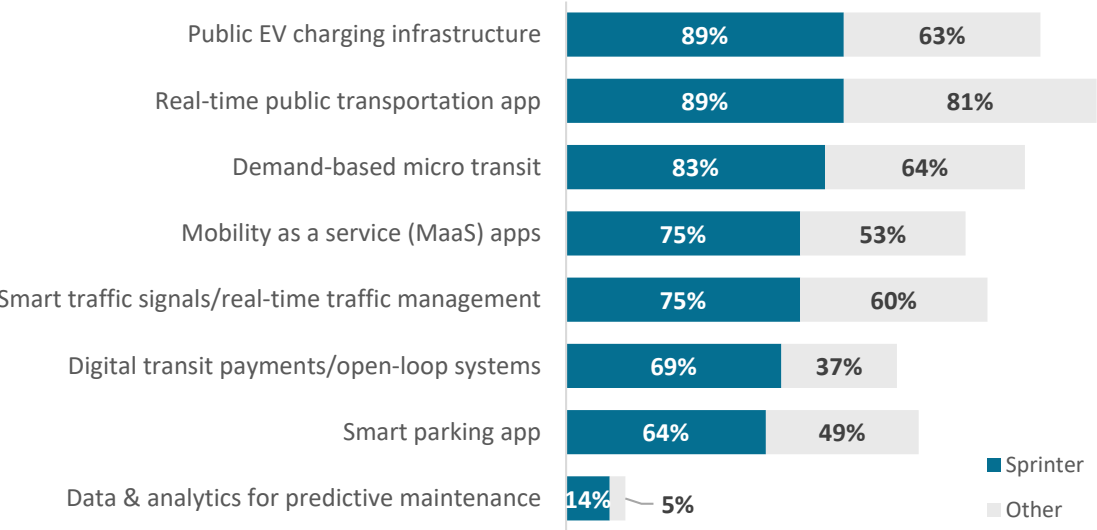 Public EV charging infrastructure 89% 63%
Real-time public transportation app 89% 81%
Demand-based micro transit 83% 64%
Mobility as a service (MaaS) apps 75% 53%
Smart traffic signals/real-time traffic management 75% 60%
Digital transit payments/open-loop systems 69% 37%
Smart parking app 64% 49%
Data & analytics for predictive maintenance 14% 5%
Sprinter
Other